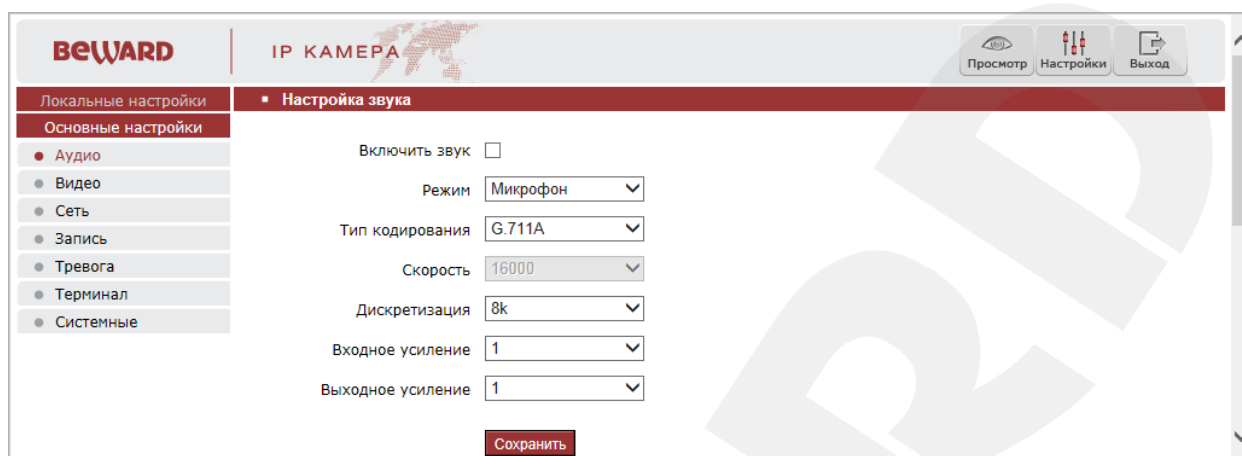 BEWARD
IP КАМЕРА
Просмотр
Настройки
Выход
Локальные настройки
Основные настройки
Аудио
Видео
Сеть
Запись
Тревога
Терминал
Системные
Настройка звука
Включить звук
Режим Микрофон
Тип кодирования G.711A
Скорость 16000
Дискретизация 8k
Входное усиление 1
Выходное усиление 1
Сохранить
RD